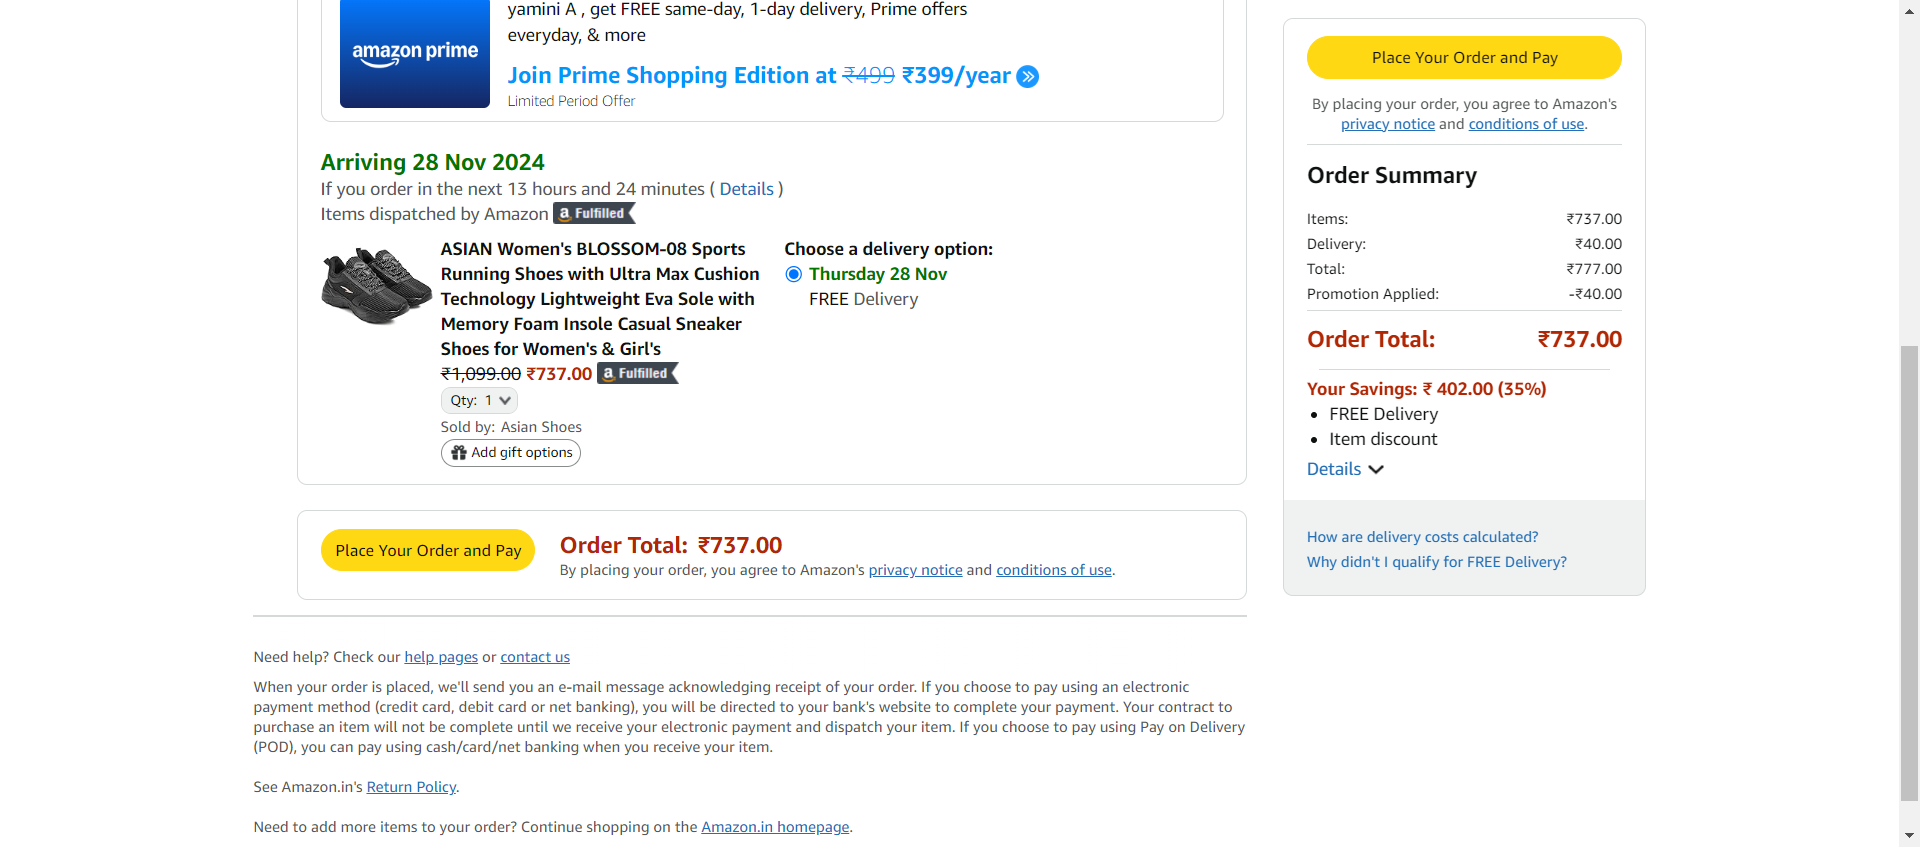 yamini A , get FREE same-day, 1-day delivery, Prime offers
everyday, & more
amazon prime
Join Prime Shopping Edition at ₹499 ₹399/year
Limited Period Offer
Arriving 28 Nov 2024
If you order in the next 13 hours and 24 minutes ( Details )
Items dispatched by Amazon a Fulfilled
ASIAN Women's BLOSSOM-08 Sports
Running Shoes with Ultra Max Cushion
Technology Lightweight Eva Sole with
Memory Foam Insole Casual Sneaker
Shoes for Women's & Girl's
₹1,099.00 ₹737.00 a Fulfilled
Qty: 1
Sold by: Asian Shoes
Add gift options
Choose a delivery option:
Thursday 28 Nov
FREE Delivery
Place Your Order and Pay
Order Total: ₹737.00
By placing your order, you agree to Amazon's privacy notice and conditions of use.
Need help? Check our help pages or contact us
When your order is placed, we'll send you an e-mail message acknowledging receipt of your order. If you choose to pay using an electronic
payment method (credit card, debit card or net banking), you will be directed to your bank's website to complete your payment. Your contract to
purchase an item will not be complete until we receive your electronic payment and dispatch your item. If you choose to pay using Pay on Delivery
(POD), you can pay using cash/card/net banking when you receive your item.
See Amazon.in's Return Policy.
Need to add more items to your order? Continue shopping on the Amazon.in homepage.
Place Your Order and Pay
By placing your order, you agree to Amazon's
privacy notice and conditions of use.
Order Summary
Items: ₹737.00
Delivery: ₹40.00
Total: ₹777.00
Promotion Applied: -₹40.00
Order Total: ₹737.00
Your Savings: ₹ 402.00 (35%)
• FREE Delivery
• Item discount
Details
How are delivery costs calculated?
Why didn't I qualify for FREE Delivery?